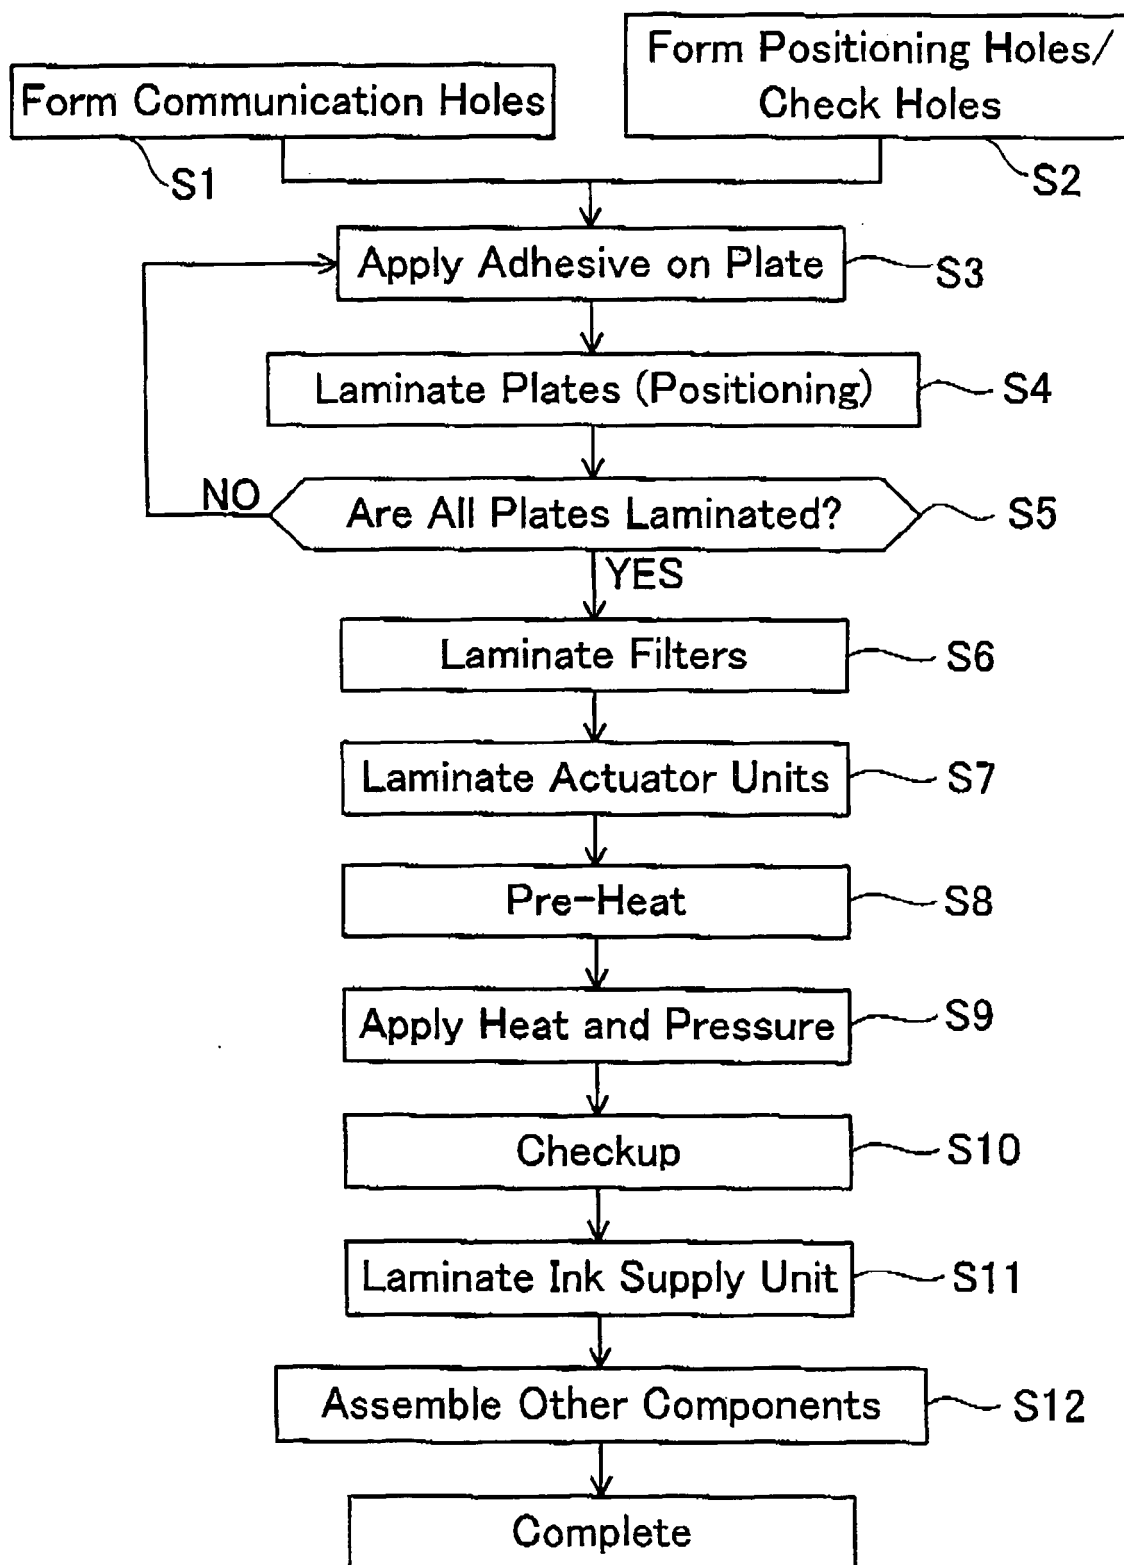 Form Positioning Holes/
Check Holes
Form Communication Holes
S1
S2
Apply Adhesive on Plate
S3
Laminate Plates (Positioning)
S4
NO
Are All Plates Laminated?
S5
YES
Laminate Filters
S6
Laminate Actuator Units
S7
Pre-Heat
S8
Apply Heat and Pressure
S9
Checkup
S10
Laminate Ink Supply Unit
S11
Assemble Other Components
S12
Complete